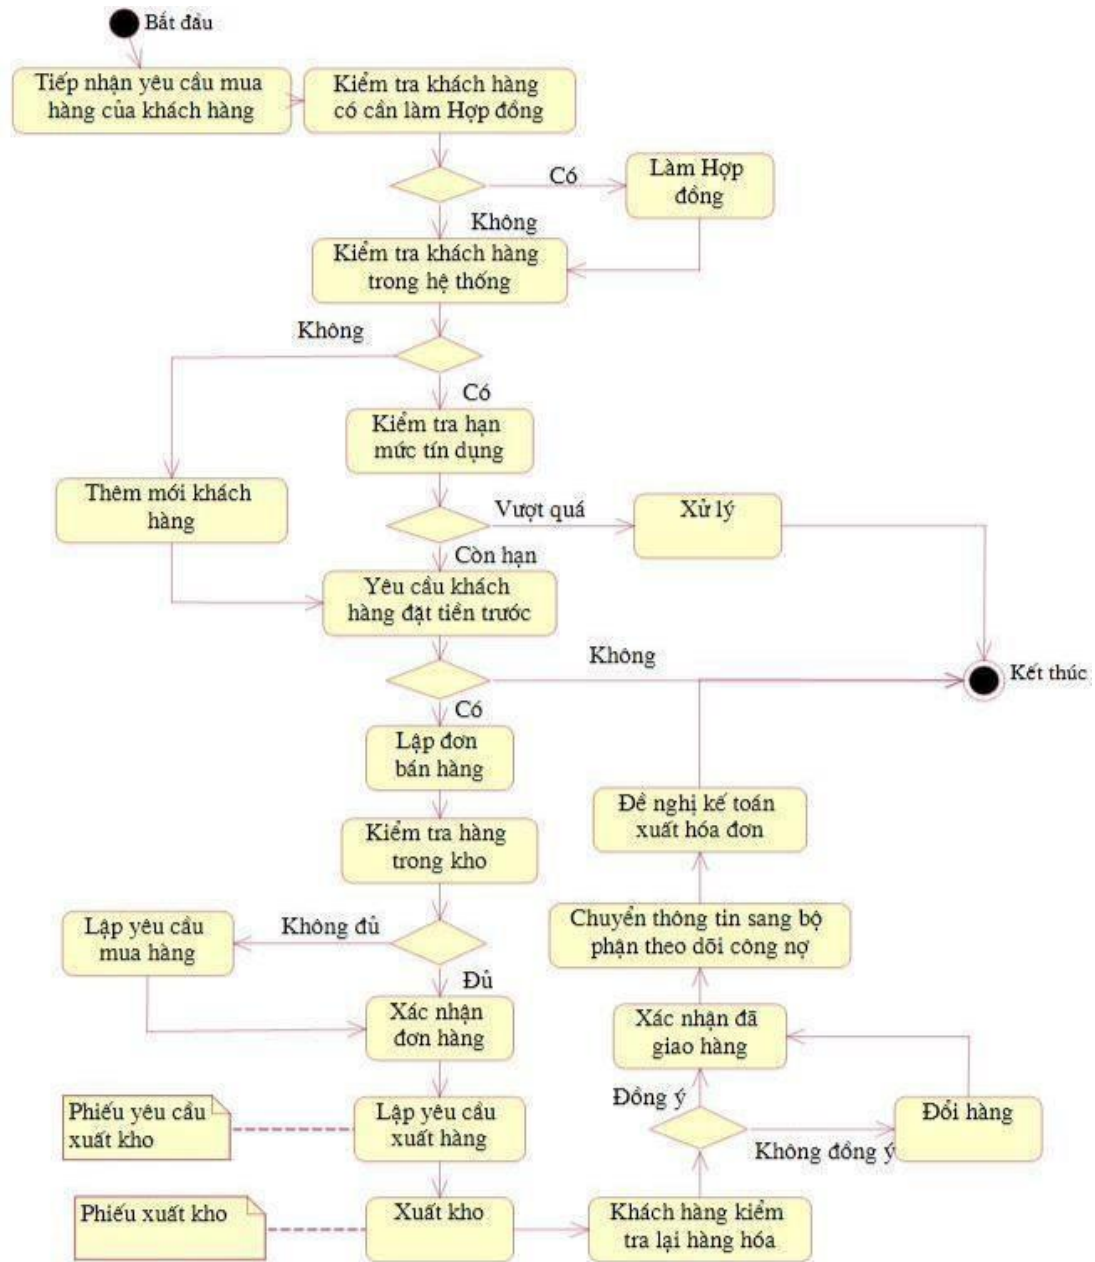 Bắt đầu
Tiếp nhận yêu cầu mua
hàng của khách hàng
Kiểm tra khách hàng
có cần làm Hợp đồng
Có
Làm Hợp
đồng
Không
Kiểm tra khách hàng
trong hệ thống
Không
Có
Kiểm tra hạn
mức tín dụng
Thêm mới khách
hàng
Vượt quá
Xử lý
Còn hạn
Yêu cầu khách
hàng đặt tiền trước
Không
Kết thúc
Có
Lập đơn
bán hàng
Kiểm tra hàng
trong kho
Không đủ
Lập yêu cầu
mua hàng
Đủ
Xác nhận
đơn hàng
Phiếu yêu cầu
xuất kho
Lập yêu cầu
xuất hàng
Phiếu xuất kho
Xuất kho
Khách hàng kiểm
tra lại hàng hóa
Đồng ý
Không đồng ý
Đổi hàng
Xác nhận đã
giao hàng
Chuyển thông tin sang bộ
phận theo dõi công nợ
Đề nghị kế toán
xuất hóa đơn